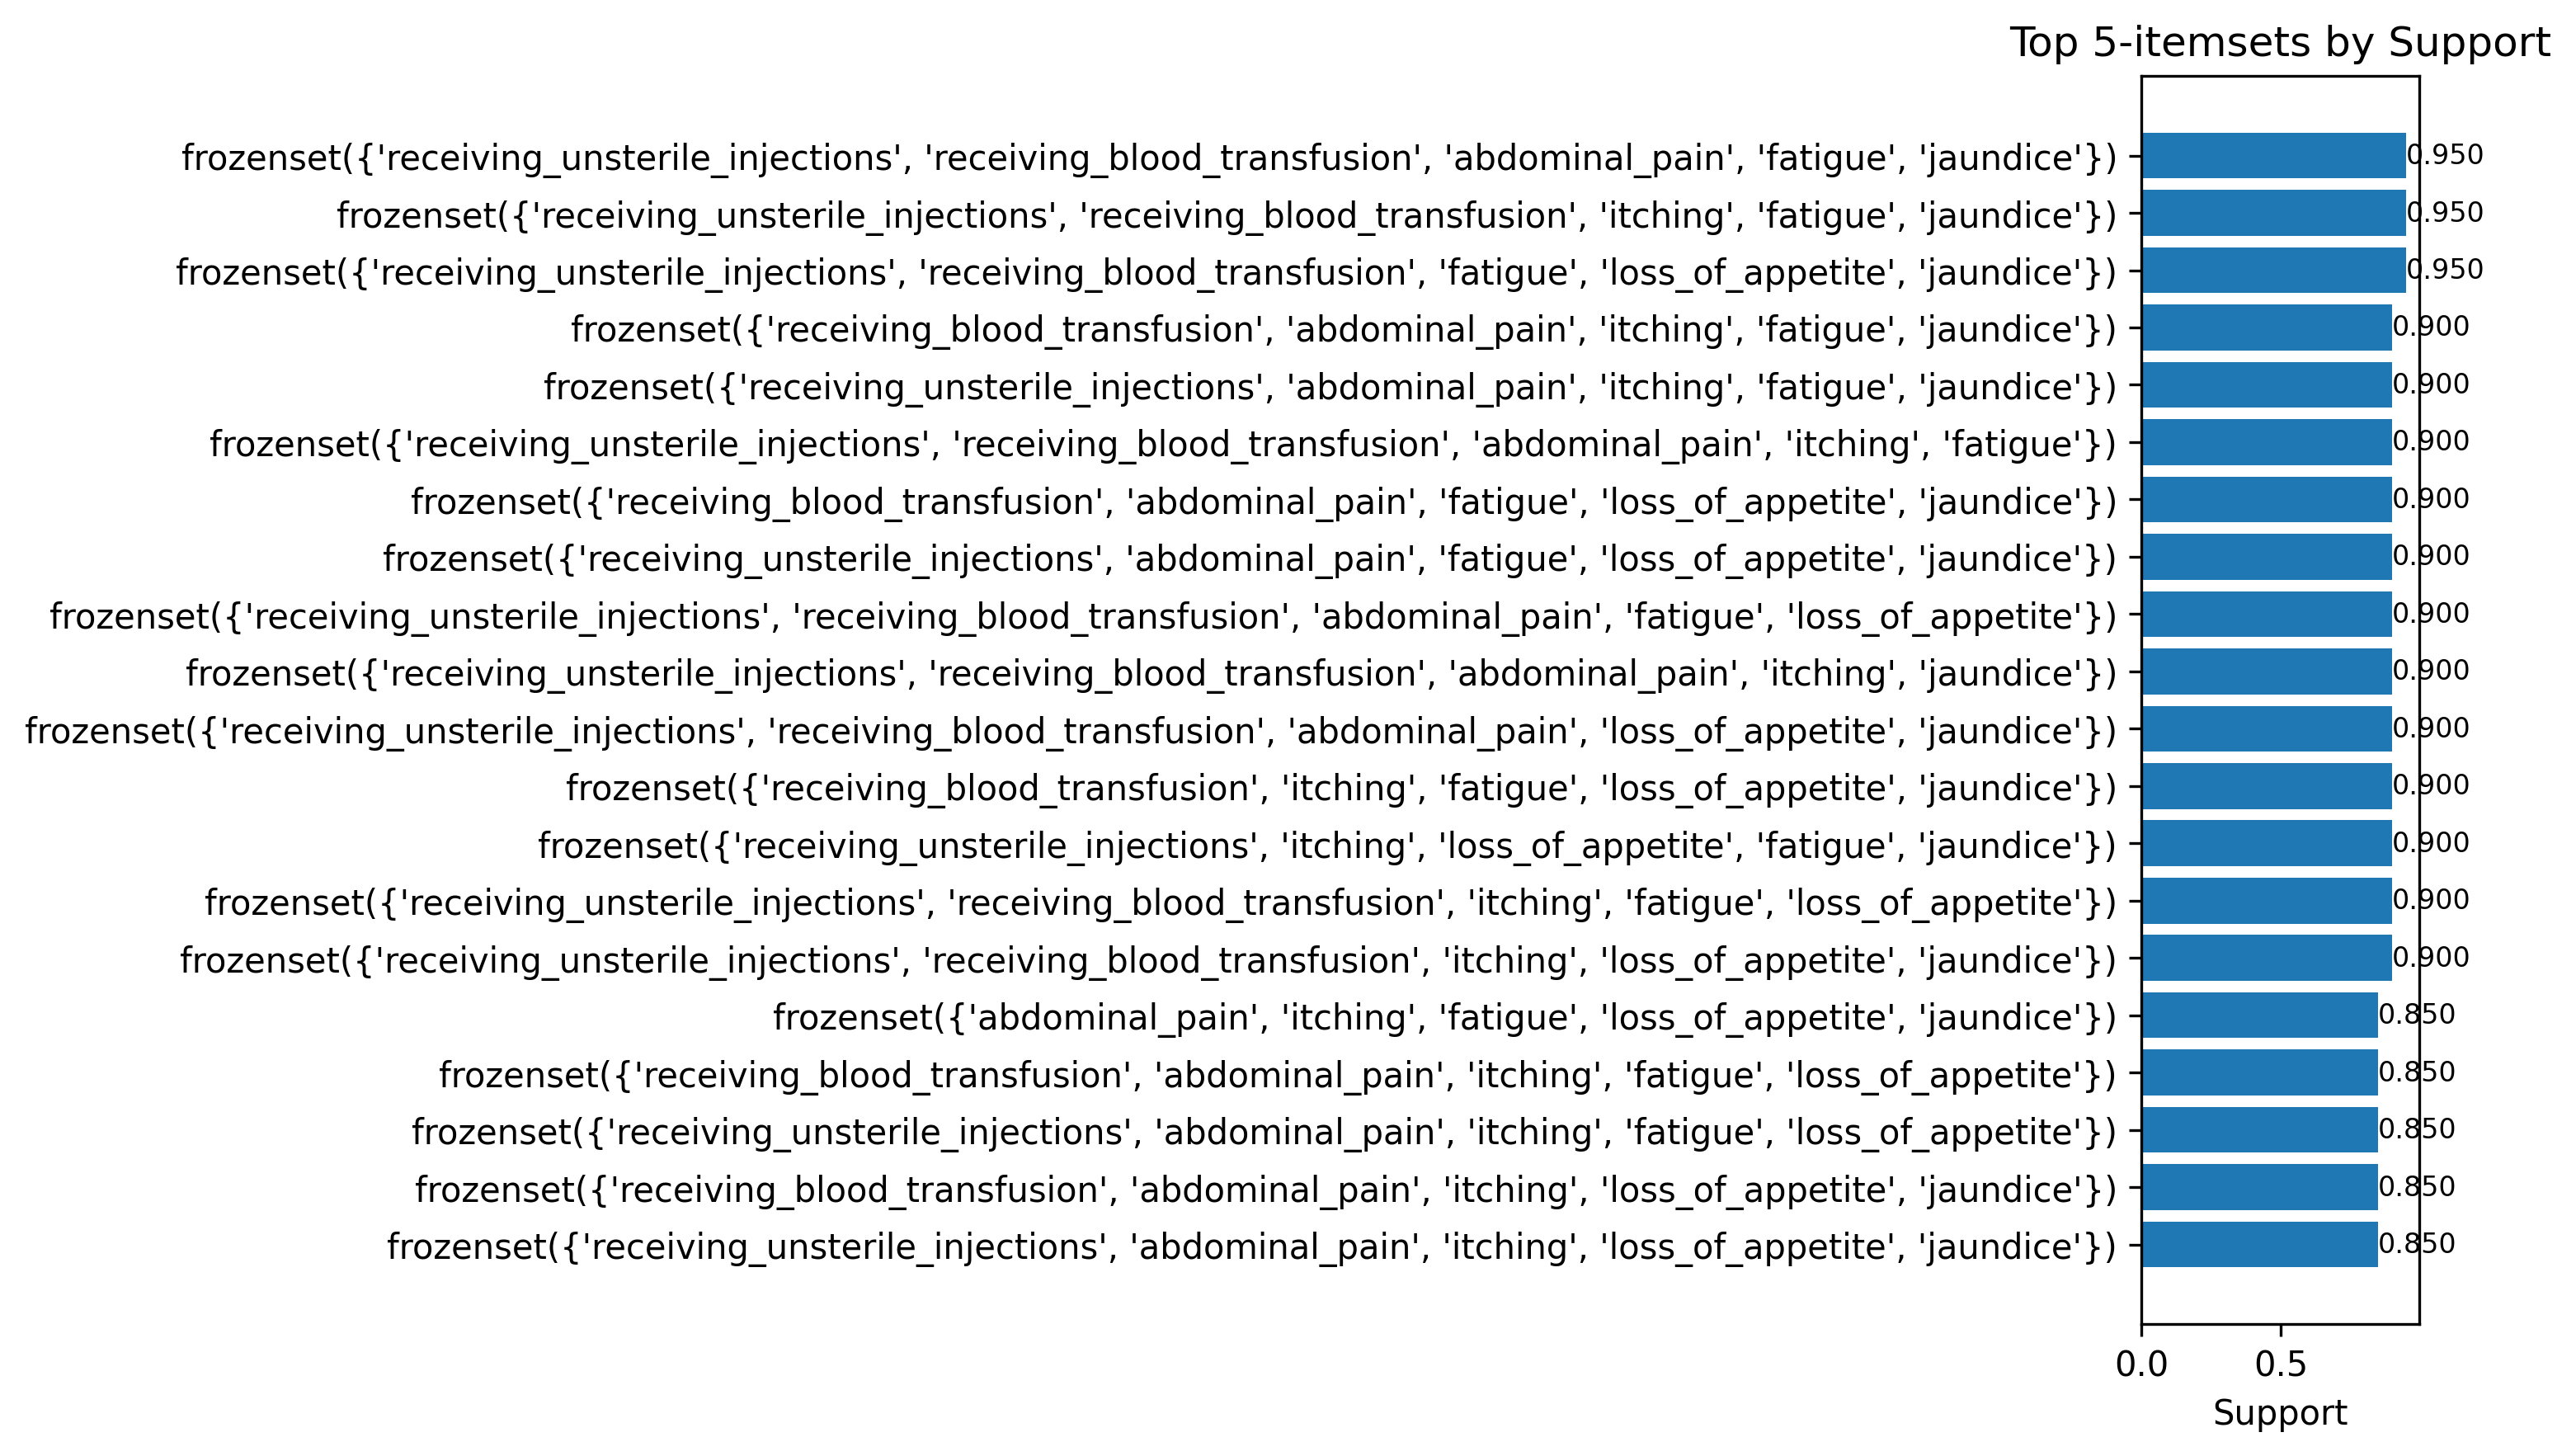 Top 5-itemsets by Support
frozenset({'receiving_unsterile_injections', 'receiving_blood_transfusion', 'abdominal_pain', 'fatigue', 'jaundice'}) 0.950
frozenset({'receiving_unsterile_injections', 'receiving_blood_transfusion', 'itching', 'fatigue', 'jaundice'}) 0.950
frozenset({'receiving_unsterile_injections', 'receiving_blood_transfusion', 'fatigue', 'loss_of_appetite', 'jaundice'}) 0.950
frozenset({'receiving_blood_transfusion', 'abdominal_pain', 'itching', 'fatigue', 'jaundice'}) 0.900
frozenset({'receiving_unsterile_injections', 'abdominal_pain', 'itching', 'fatigue', 'jaundice'}) 0.900
frozenset({'receiving_unsterile_injections', 'receiving_blood_transfusion', 'abdominal_pain', 'itching', 'fatigue'}) 0.900
frozenset({'receiving_blood_transfusion', 'abdominal_pain', 'fatigue', 'loss_of_appetite', 'jaundice'}) 0.900
frozenset({'receiving_unsterile_injections', 'abdominal_pain', 'fatigue', 'loss_of_appetite', 'jaundice'}) 0.900
frozenset({'receiving_unsterile_injections', 'receiving_blood_transfusion', 'abdominal_pain', 'fatigue', 'loss_of_appetite'}) 0.900
frozenset({'receiving_unsterile_injections', 'receiving_blood_transfusion', 'abdominal_pain', 'itching', 'jaundice'}) 0.900
frozenset({'receiving_unsterile_injections', 'receiving_blood_transfusion', 'abdominal_pain', 'loss_of_appetite', 'jaundice'}) 0.900
frozenset({'receiving_blood_transfusion', 'itching', 'fatigue', 'loss_of_appetite', 'jaundice'}) 0.900
frozenset({'receiving_unsterile_injections', 'itching', 'loss_of_appetite', 'fatigue', 'jaundice'}) 0.900
frozenset({'receiving_unsterile_injections', 'receiving_blood_transfusion', 'itching', 'fatigue', 'loss_of_appetite'}) 0.900
frozenset({'receiving_unsterile_injections', 'receiving_blood_transfusion', 'itching', 'loss_of_appetite', 'jaundice'}) 0.900
frozenset({'abdominal_pain', 'itching', 'fatigue', 'loss_of_appetite', 'jaundice'}) 0.850
frozenset({'receiving_blood_transfusion', 'abdominal_pain', 'itching', 'fatigue', 'loss_of_appetite'}) 0.850
frozenset({'receiving_unsterile_injections', 'abdominal_pain', 'itching', 'fatigue', 'loss_of_appetite'}) 0.850
frozenset({'receiving_blood_transfusion', 'abdominal_pain', 'itching', 'loss_of_appetite', 'jaundice'}) 0.850
frozenset({'receiving_unsterile_injections', 'abdominal_pain', 'itching', 'loss_of_appetite', 'jaundice'}) 0.850
0.0 0.5
Support